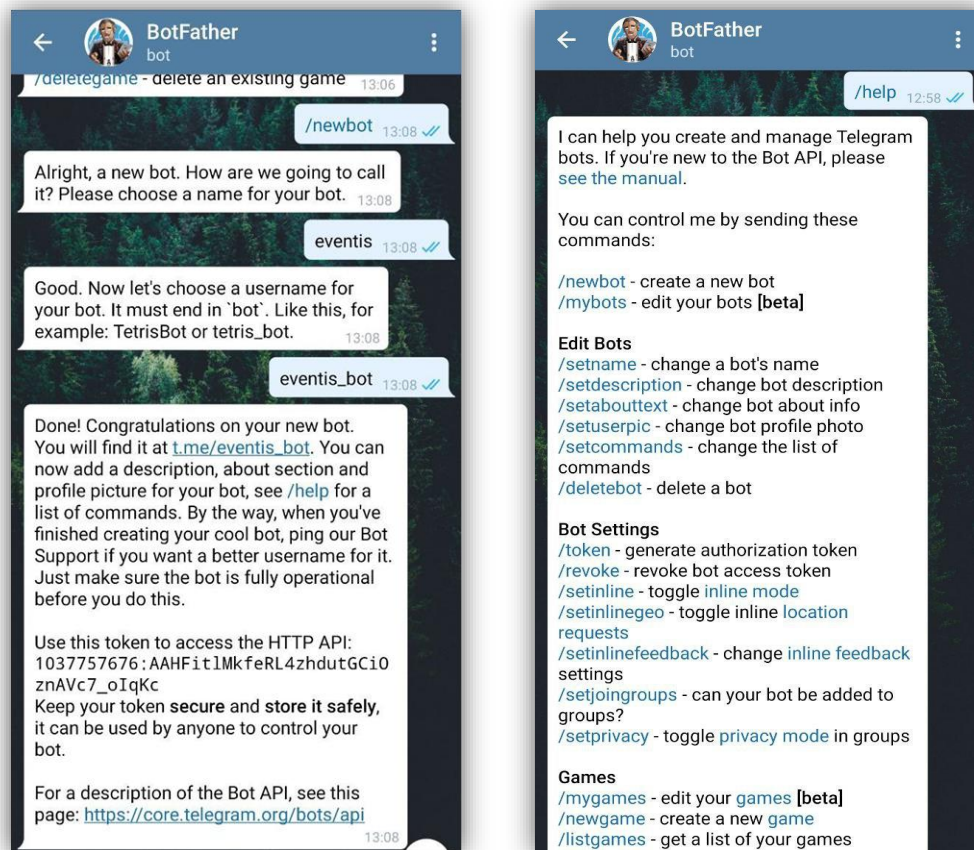 BotFather
bot
/deletegame - delete an existing game 13:06
/newbot 13:08
Alright, a new bot. How are we going to call
it? Please choose a name for your bot. 13:08
eventis 13:08
Good. Now let's choose a username for
your bot. It must end in `bot`. Like this, for
example: TetrisBot or tetris_bot. 13:08
eventis_bot 13:08
Done! Congratulations on your new bot.
You will find it at t.me/eventis_bot. You can
now add a description, about section and
profile picture for your bot, see /help for a
list of commands. By the way, when you've
finished creating your cool bot, ping our Bot
Support if you want a better username for it.
Just make sure the bot is fully operational
before you do this.
Use this token to access the HTTP API:
1037757676:AAHFitlMkfeRL4zhdutGCiO
znAVc7_oIqKc
Keep your token secure and store it safely,
it can be used by anyone to control your
bot.
For a description of the Bot API, see this
page: https://core.telegram.org/bots/api
13:08
BotFather
bot
/help 12:58
I can help you create and manage Telegram
bots. If you're new to the Bot API, please
see the manual.
You can control me by sending these
commands:
/newbot - create a new bot
/mybots - edit your bots [beta]
Edit Bots
/setname - change a bot's name
/setdescription - change bot description
/setabouttext - change bot about info
/setuserpic - change bot profile photo
/setcommands - change the list of
commands
/deletebot - delete a bot
Bot Settings
/token - generate authorization token
/revoke - revoke bot access token
/setinline - toggle inline mode
/setinlinegeo - toggle inline location
requests
/setinlinefeedback - change inline feedback
settings
/setjoingroups - can your bot be added to
groups?
/setprivacy - toggle privacy mode in groups
Games
/mygames - edit your games [beta]
/newgame - create a new game
/listgames - get a list of your games